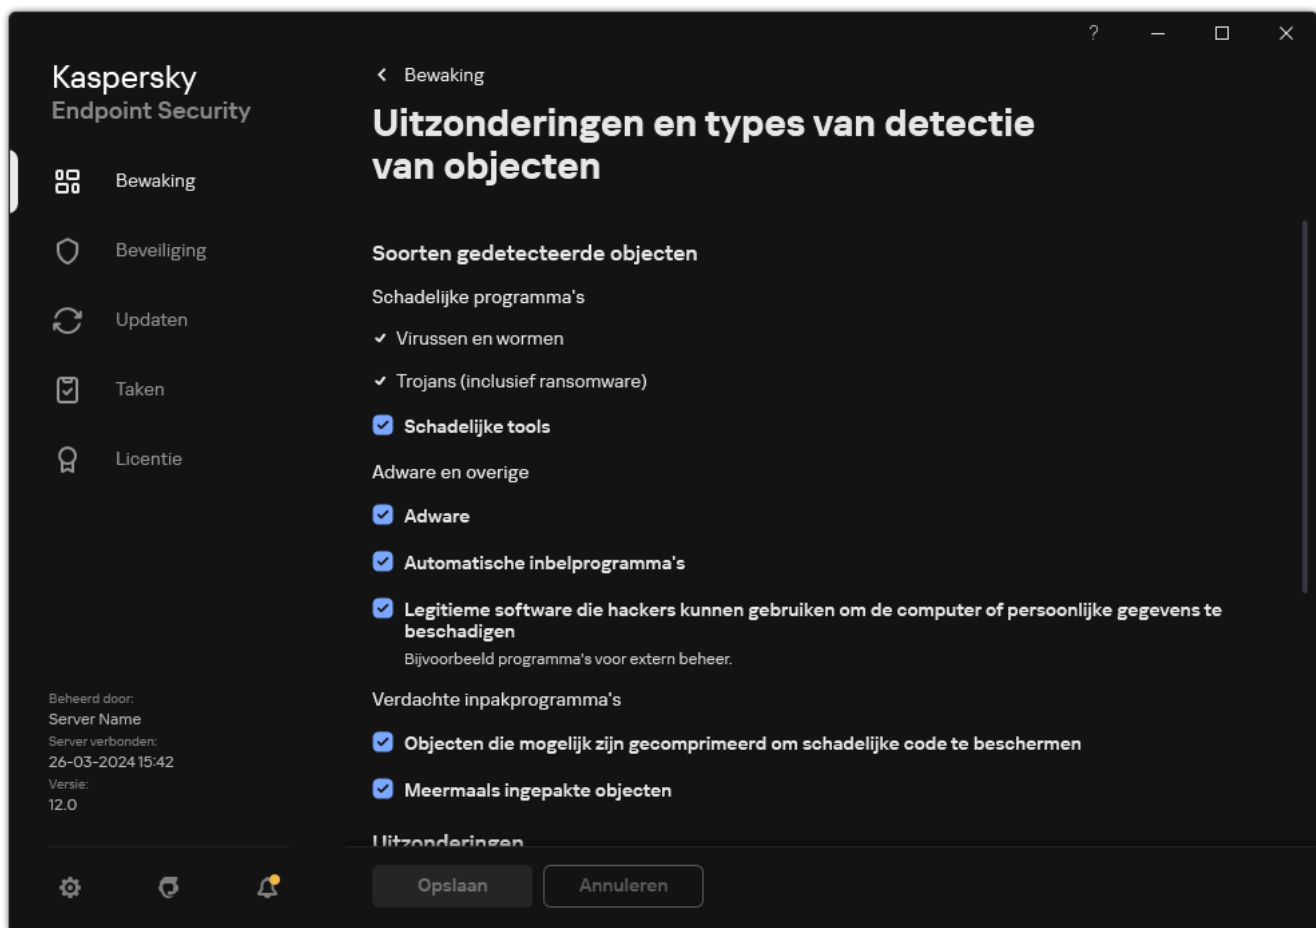 ?
Kaspersky
Endpoint Security
Bewaking
Beveiliging
Updaten
Taken
Licentie
Beheerd door:
Server Name
Server verbonden:
26-03-2024 15:42
Versie:
12.0
Bewaking
Uitzonderingen en types van detectie
van objecten
Soorten gedetecteerde objecten
Schadelijke programma's
Virussen en wormen
Trojans (inclusief ransomware)
Schadelijke tools
Adware en overige
Adware
Automatische inbelprogramma's
Legitieme software die hackers kunnen gebruiken om de computer of persoonlijke gegevens te
beschadigen
Bijvoorbeeld programma's voor extern beheer.
Verdachte inpakprogramma's
Objecten die mogelijk zijn gecomprimeerd om schadelijke code te beschermen
Meermaals ingepakte objecten
Uitzonderingen
Opslaan
Annuleren